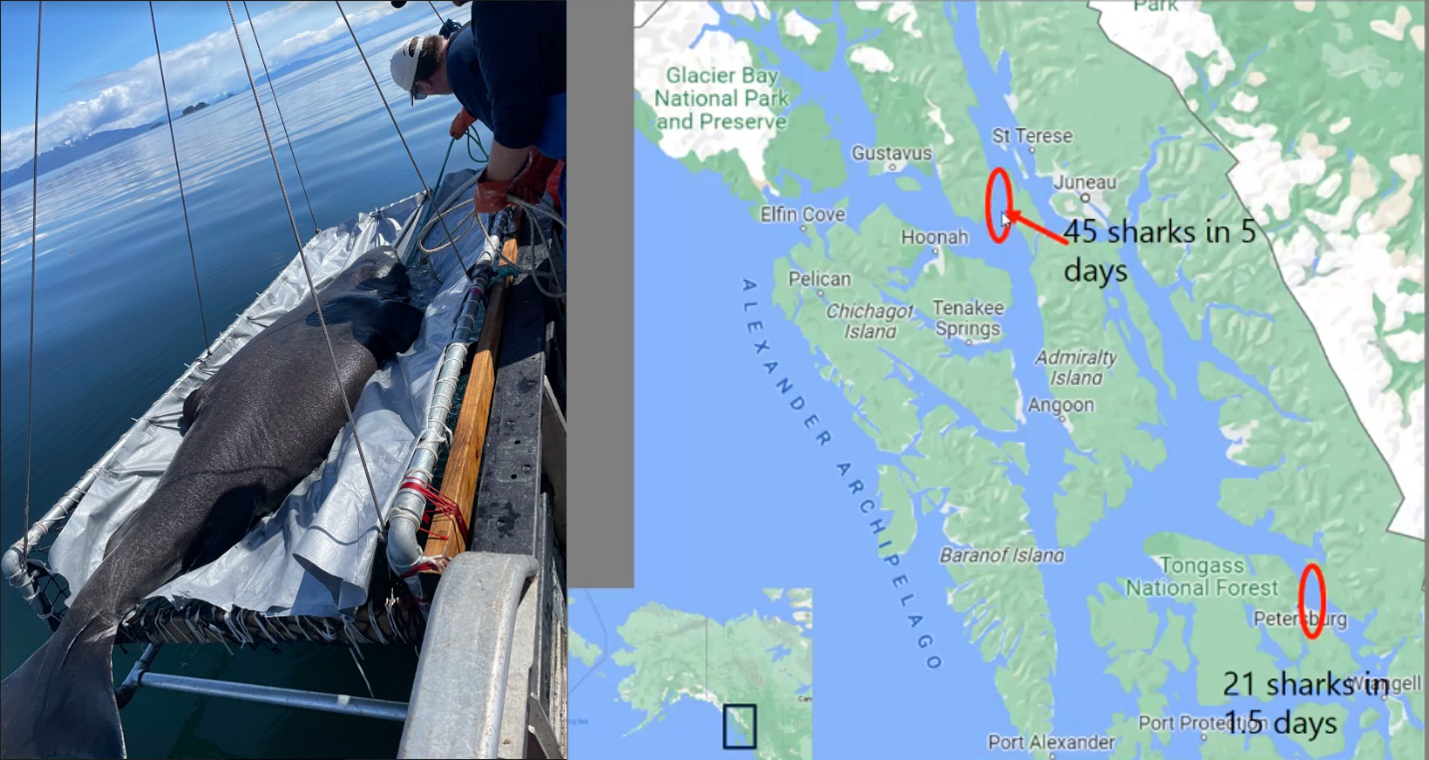 Park
Glacier Bay
National Park
and Preserve
St Terese
Gustavus
Juneau
Elfin Cove
Hoonah
45 sharks in 5
days
Pelican
Chichagof
Island
Tenakee
Springs
ALEXANDER ARCHIPELAGO
Admiralty
Island
Angoon
Baranof Island
Tongass
National Forest
Petersburg
21 sharks in
1.5 days
Wrangell
Port Protection
Port Alexander